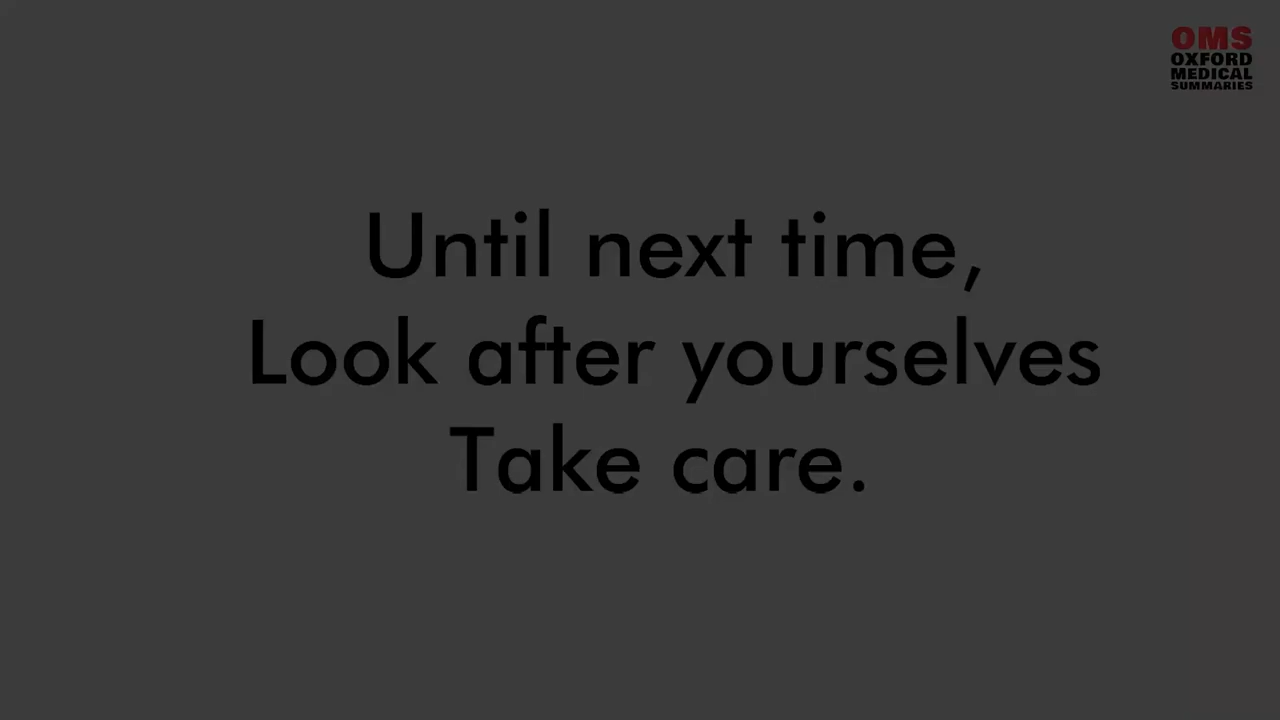 OMS
OXFORD
MEDICAL
SUMMARIES
Until next time,
Look after yourselves
Take care.